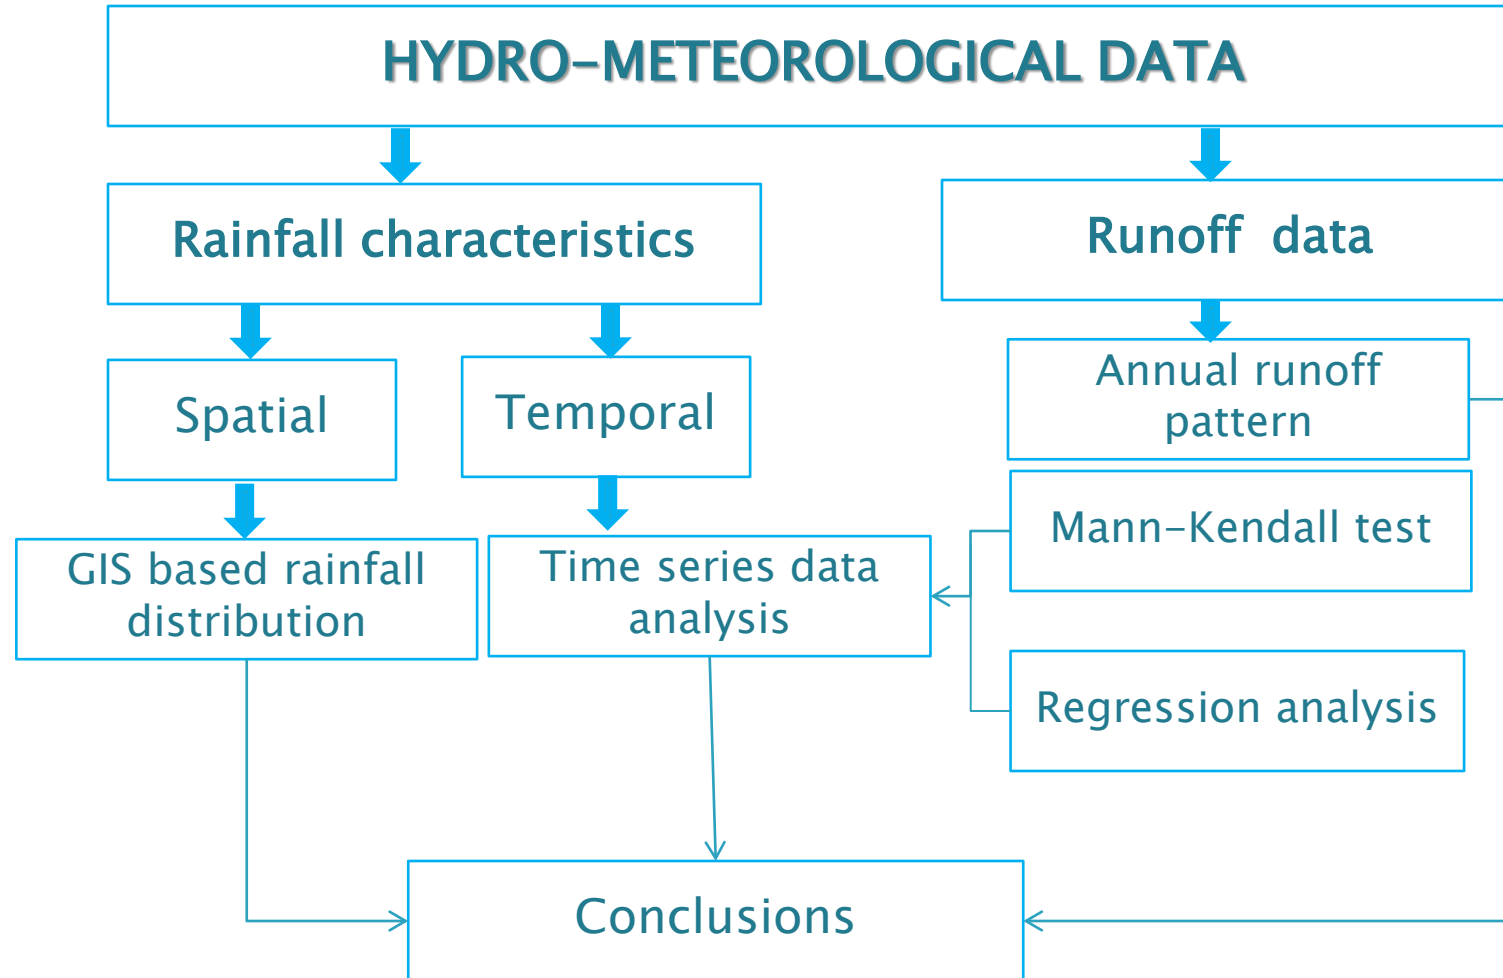 HYDRO-METEOROLOGICAL DATA
Rainfall characteristics
Runoff data
Spatial
Temporal
Annual runoff
pattern
Mann-Kendall test
GIS based rainfall
distribution
Time series data
analysis
Regression analysis
Conclusions